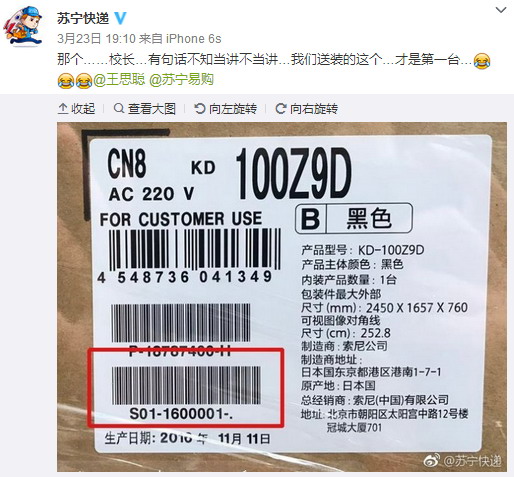 苏宁快递
3月23日 19:10 来自 iPhone 6s
那个……校长…有句话不知当讲不当讲…我们送装的这个…才是第一台…
@王思聪 @苏宁易购
收起 查看大图 向左旋转 向右旋转
CN8 KD 100Z9D
AC 220 V
FOR CUSTOMER USE
B 黑色
4 548736 041349
P-18787400-H
S01-1600001-.
生产日期: 2016 年 11月 11日
产品型号: KD-100Z9D
产品主体颜色: 黑色
内装产品数量: 1台
包装件最大外部
尺寸 (mm): 2450 X 1657 X 760
可视图像对角线
尺寸 (cm): 252.8
制造商: 索尼公司
制造商地址:
日本国东京都港区港南1-7-1
原产地: 日本国
总经销商: 索尼(中国)有限公司
地址: 北京市朝阳区太阳宫中路12号楼
冠城大厦701
@苏宁快递